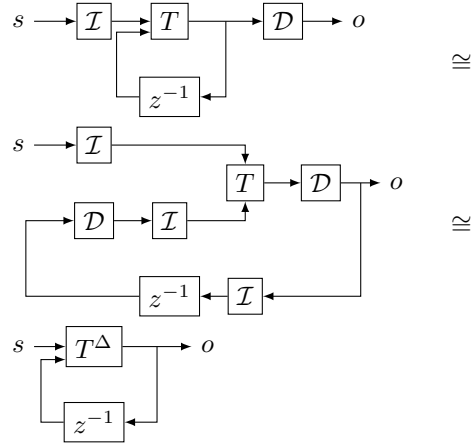 s ℐ T 𝒟 o
z⁻¹
≅
s ℐ
T 𝒟 o
𝒟 ℐ
≅
z⁻¹ ℐ
s T^Δ o
z⁻¹